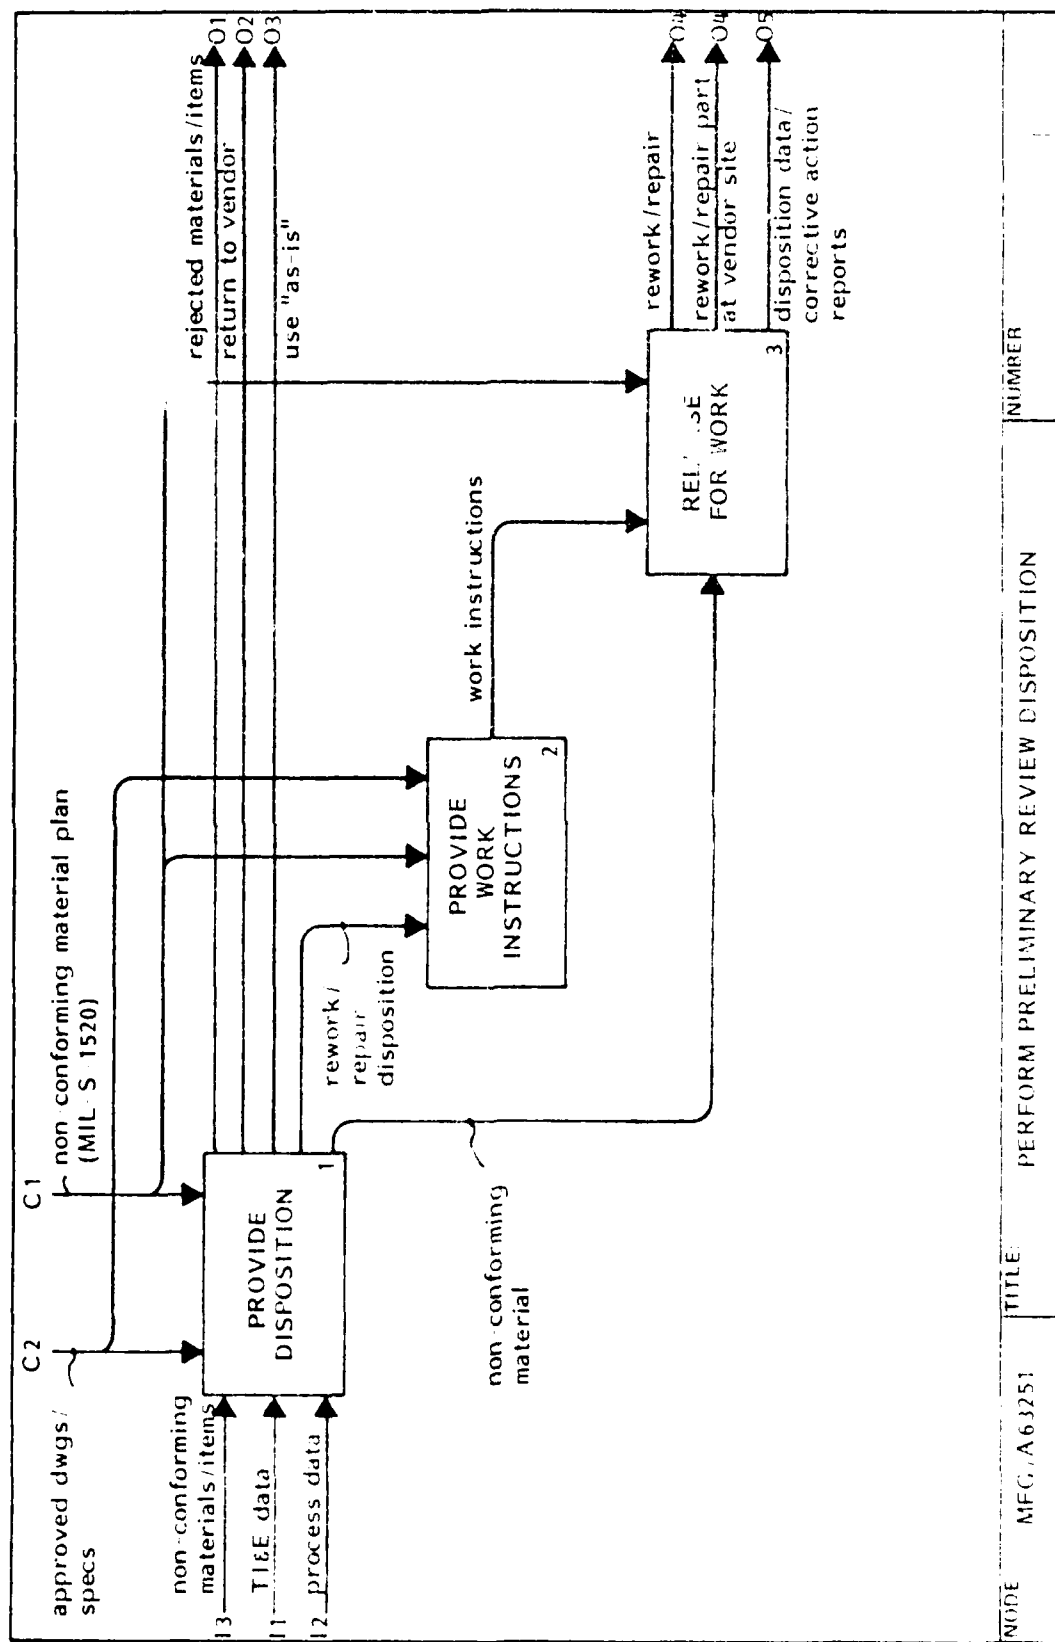 C2
C1
approved dwgs/
specs
non-conforming material plan
(MIL-S-1520)
I3
non-conforming
materials/items
I1
TI&E data
I2
process data
PROVIDE
DISPOSITION
1
rejected materials/items
O1
return to vendor
O2
use "as-is"
O3
rework/
repair
disposition
non-conforming
material
PROVIDE
WORK
INSTRUCTIONS
2
work instructions
FOR WORK
3
rework/repair
O4
rework/repair part
at vendor site
O4
disposition data/
corrective action
reports
O5
NODE
MFG/A63251
TITLE:
PERFORM PRELIMINARY REVIEW DISPOSITION
NUMBER